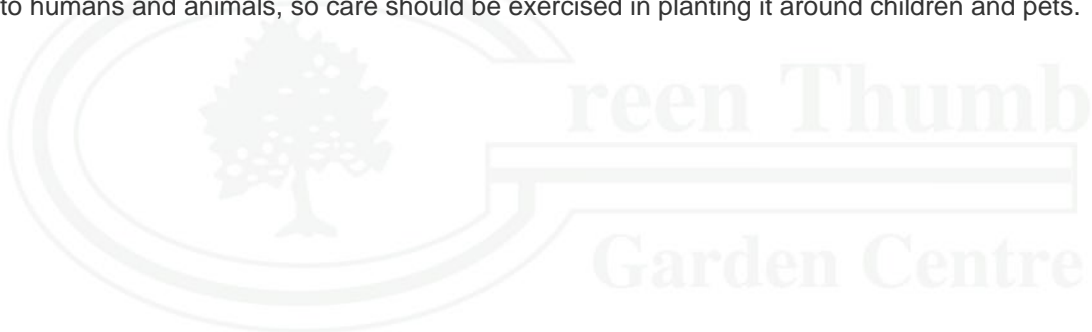 to humans and animals, so care should be exercised in planting it around children and pets.
Green Thumb
Garden Centre